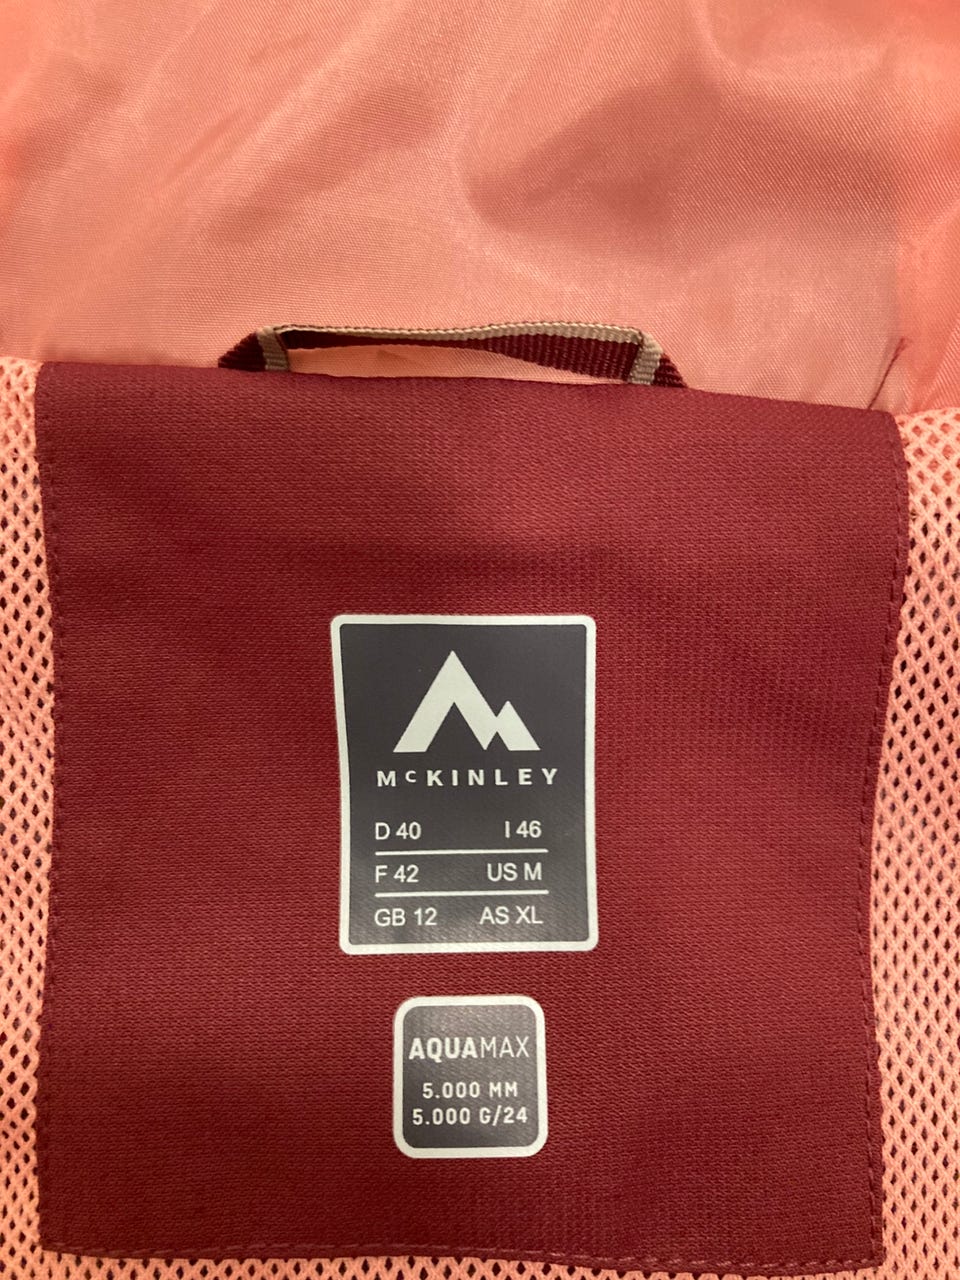 McKINLEY
D 40 I 46
F 42 US M
GB 12 AS XL
AQUAMAX
5.000 MM
5.000 G/24